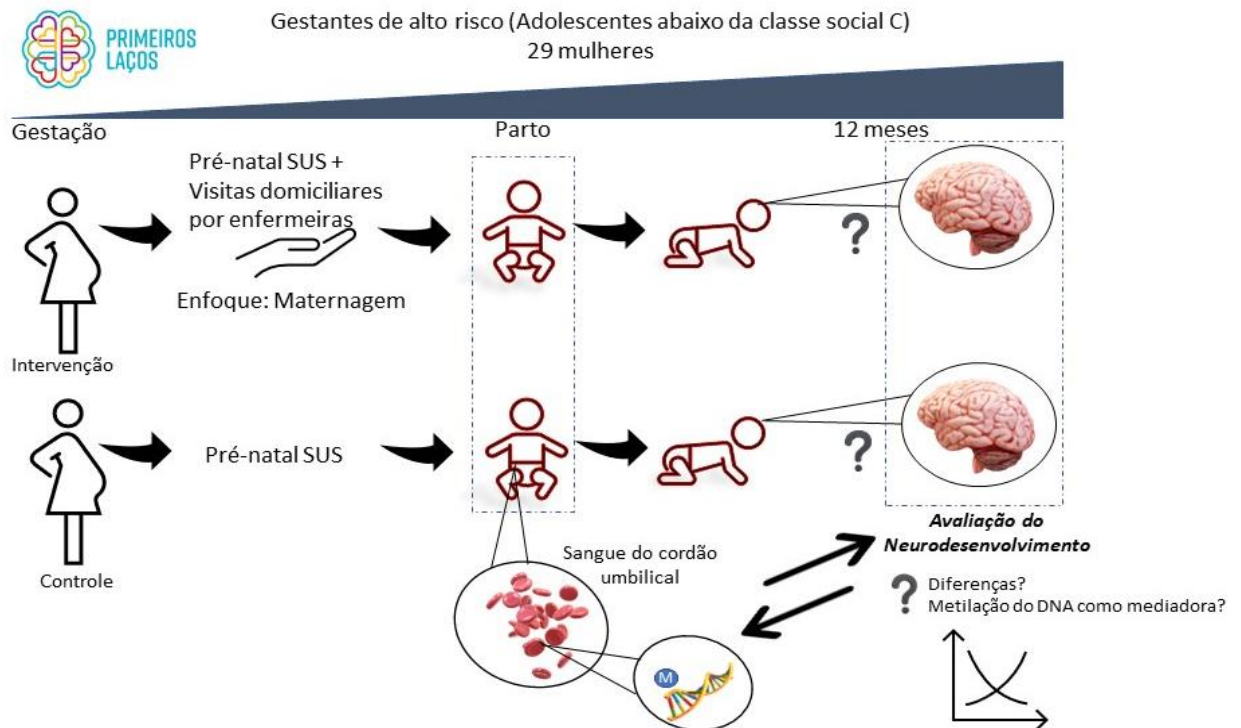 PRIMEIROS
LAÇOS
Gestantes de alto risco (Adolescentes abaixo da classe social C)
29 mulheres
Gestação
Parto
12 meses
Pré-natal SUS +
Visitas domiciliares
por enfermeiras
?
Enfoque: Maternagem
Intervenção
Pré-natal SUS
?
Controle
Sangue do cordão
umbilical
Avaliação do
Neurodesenvolvimento
? Diferenças?
Metilação do DNA como mediadora?
M